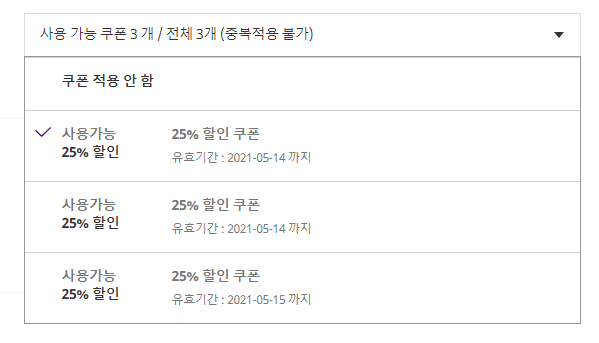 사용 가능 쿠폰 3 개 / 전체 3개 (중복적용 불가)
쿠폰 적용 안 함
사용가능 25% 할인 쿠폰
25% 할인 유효기간 : 2021-05-14 까지
사용가능 25% 할인 쿠폰
25% 할인 유효기간 : 2021-05-14 까지
사용가능 25% 할인 쿠폰
25% 할인 유효기간 : 2021-05-15 까지